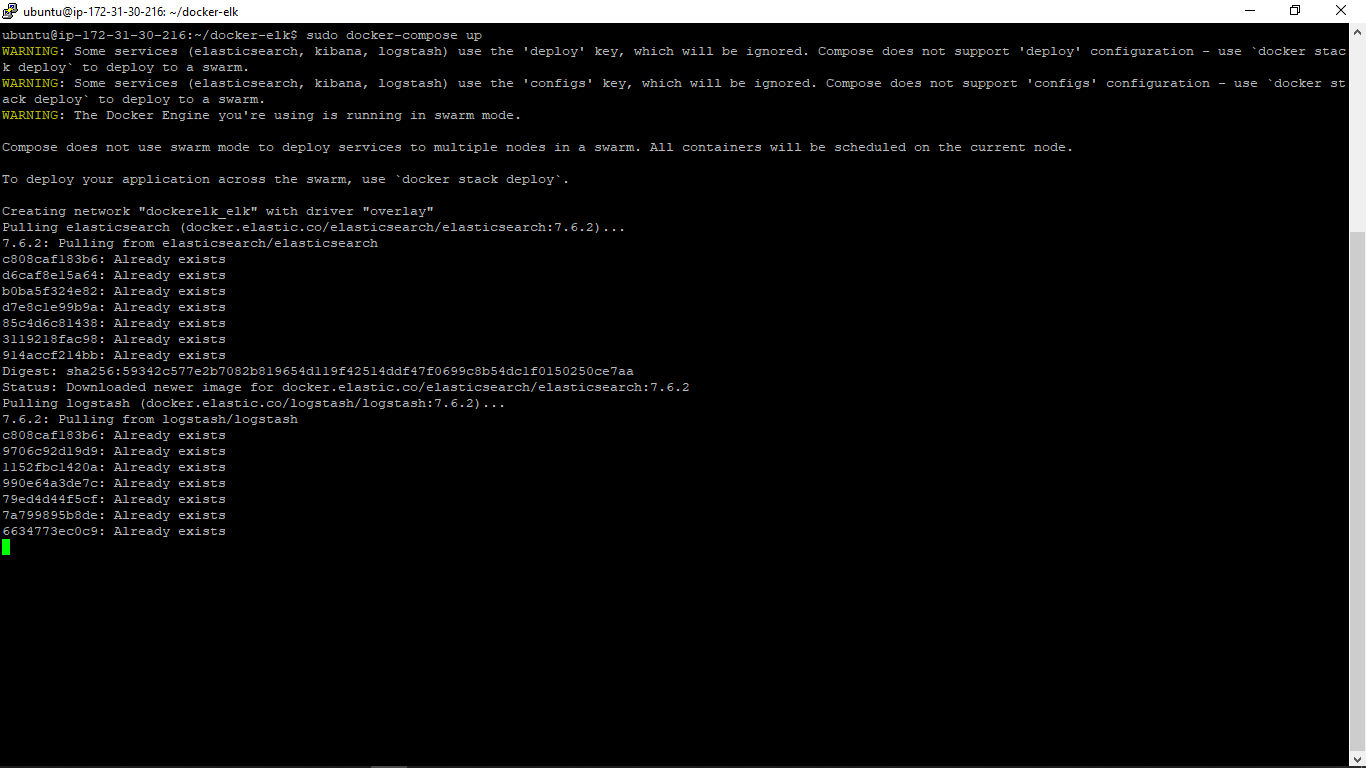 ubuntu@ip-172-31-30-216: ~/docker-elk
ubuntu@ip-172-31-30-216:~/docker-elk$ sudo docker-compose up
WARNING: Some services (elasticsearch, kibana, logstash) use the 'deploy' key, which will be ignored. Compose does not support 'deploy' configuration - use `docker stac
k deploy` to deploy to a swarm.
WARNING: Some services (elasticsearch, kibana, logstash) use the 'configs' key, which will be ignored. Compose does not support 'configs' configuration - use `docker st
ack deploy` to deploy to a swarm.
WARNING: The Docker Engine you're using is running in swarm mode.
Compose does not use swarm mode to deploy services to multiple nodes in a swarm. All containers will be scheduled on the current node.
To deploy your application across the swarm, use `docker stack deploy`.
Creating network "dockerelk_elk" with driver "overlay"
Pulling elasticsearch (docker.elastic.co/elasticsearch/elasticsearch:7.6.2)...
7.6.2: Pulling from elasticsearch/elasticsearch
c808caf183b6: Already exists
d6caf8e15a64: Already exists
b0ba5f324e82: Already exists
d7e8c1e99b9a: Already exists
85c4d6c81438: Already exists
3119218fac98: Already exists
914accf214bb: Already exists
Digest: sha256:59342c577e2b7082b819654d119f42514ddf47f0699c8b54dc1f0150250ce7aa
Status: Downloaded newer image for docker.elastic.co/elasticsearch/elasticsearch:7.6.2
Pulling logstash (docker.elastic.co/logstash/logstash:7.6.2)...
7.6.2: Pulling from logstash/logstash
c808caf183b6: Already exists
9706c92d19d9: Already exists
1152fbc1420a: Already exists
990e64a3de7c: Already exists
79ed4d44f5cf: Already exists
7a799895b8de: Already exists
6634773ec0c9: Already exists